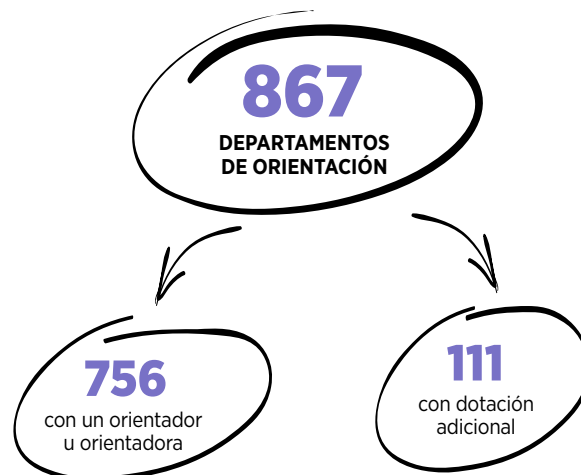 867
DEPARTAMENTOS
DE ORIENTACIÓN
756
con un orientador
u orientadora
111
con dotación
adicional